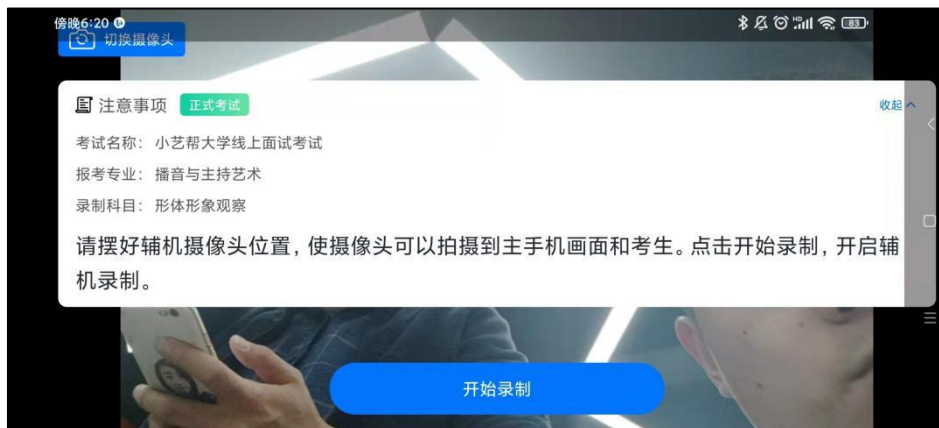 傍晚6:20
83
切换摄像头
注意事项 正式考试 收起
考试名称: 小艺帮大学线上面试考试
报考专业: 播音与主持艺术
录制科目: 形体形象观察
请摆好辅机摄像头位置,使摄像头可以拍摄到主手机画面和考生。点击开始录制,开启辅
机录制。
开始录制